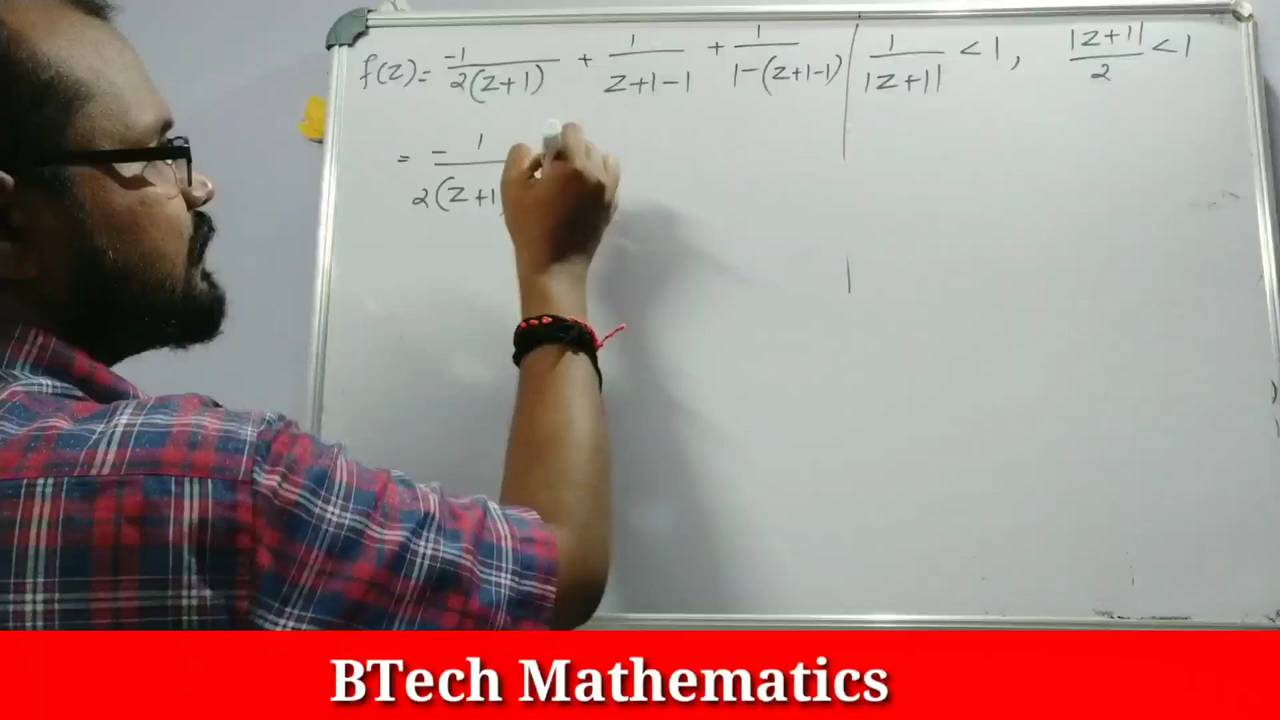 f(z) = -1/2(z+1) + 1/z+1-1 + 1/1-(z+1-1) | 1/|z+1| < 1, |z+1|/2 < 1
= - 1/2(z+1
BTech Mathematics